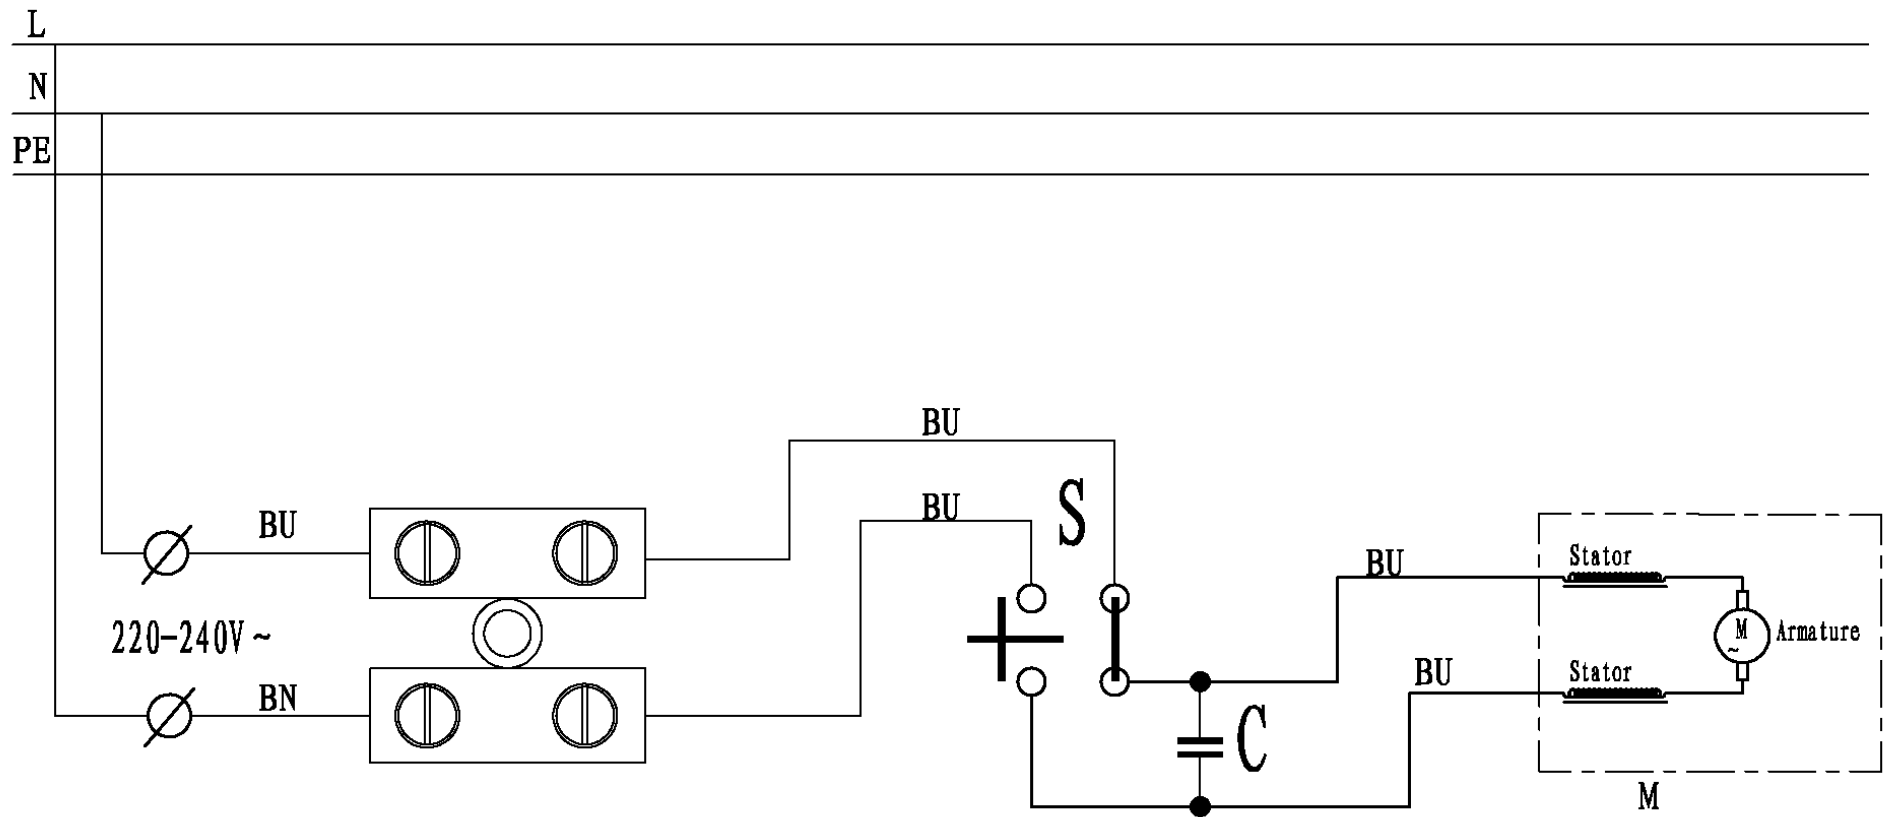 L
N
PE
BU
BU
S
BU
BU
Stator
M
~
Armature
220-240V~
BN
BU
Stator
C
M